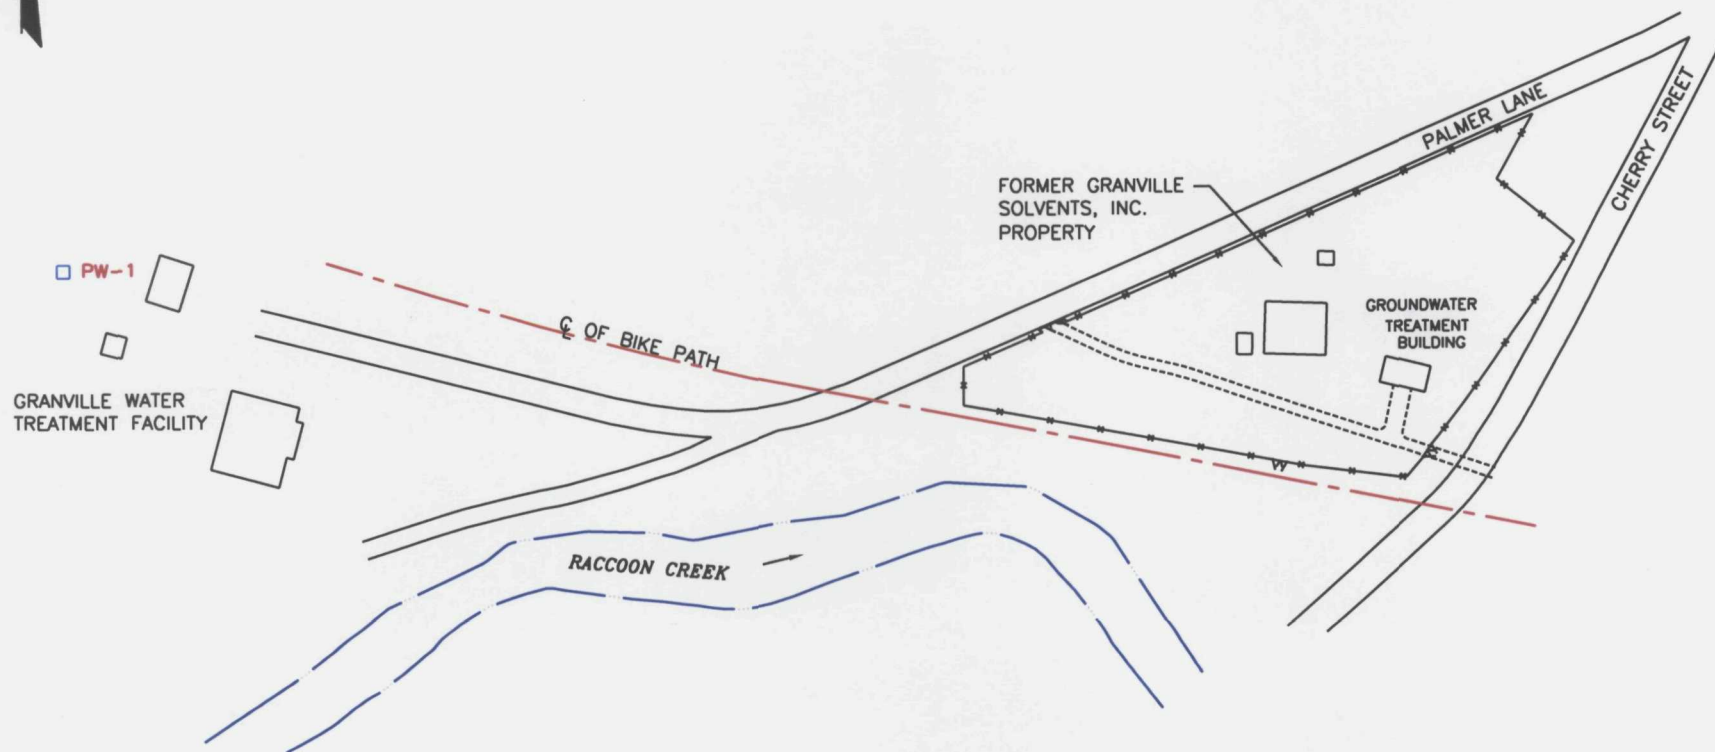 PALMER LANE
CHERRY STREET
FORMER GRANVILLE
SOLVENTS, INC.
PROPERTY
PW-1
GROUNDWATER
TREATMENT
BUILDING
℄ OF BIKE PATH
GRANVILLE WATER
TREATMENT FACILITY
RACCOON CREEK